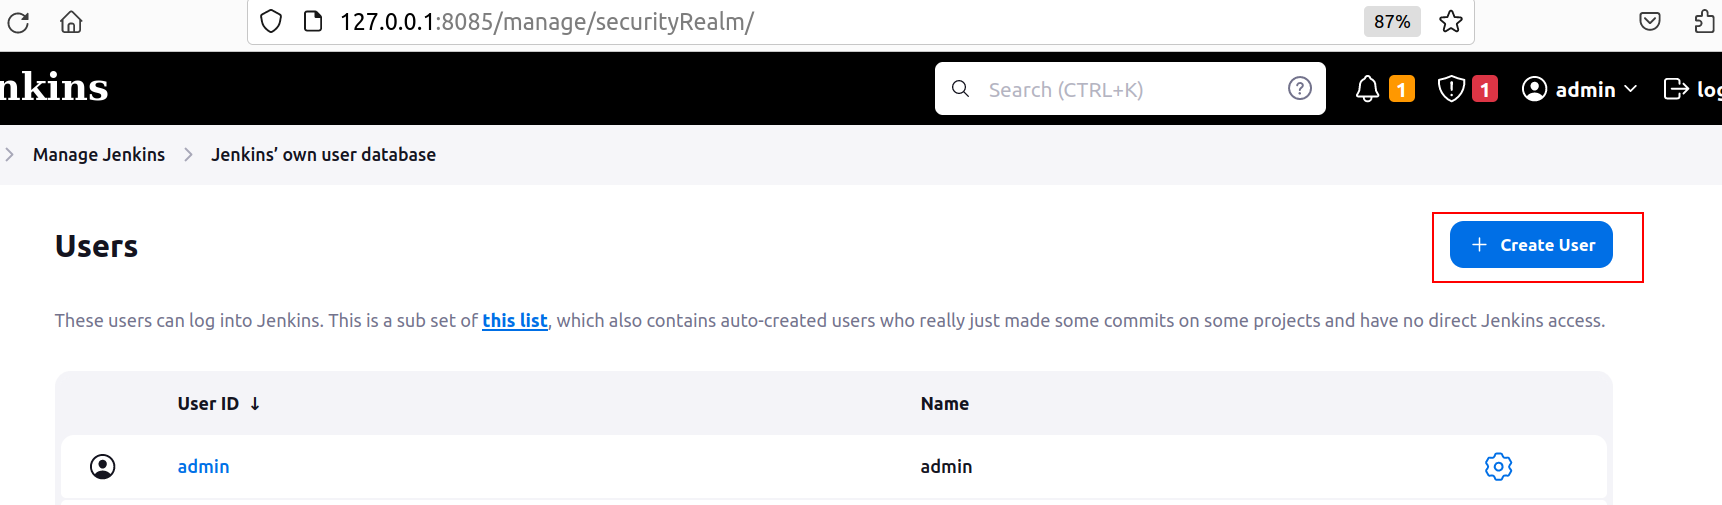 127.0.0.1:8085/manage/securityRealm/ 87%
nkins Search (CTRL+K) 1 1 admin log
Manage Jenkins Jenkins’ own user database
Users Create User
These users can log into Jenkins. This is a sub set of this list, which also contains auto-created users who really just made some commits on some projects and have no direct Jenkins access.
User ID ↓ Name
admin admin